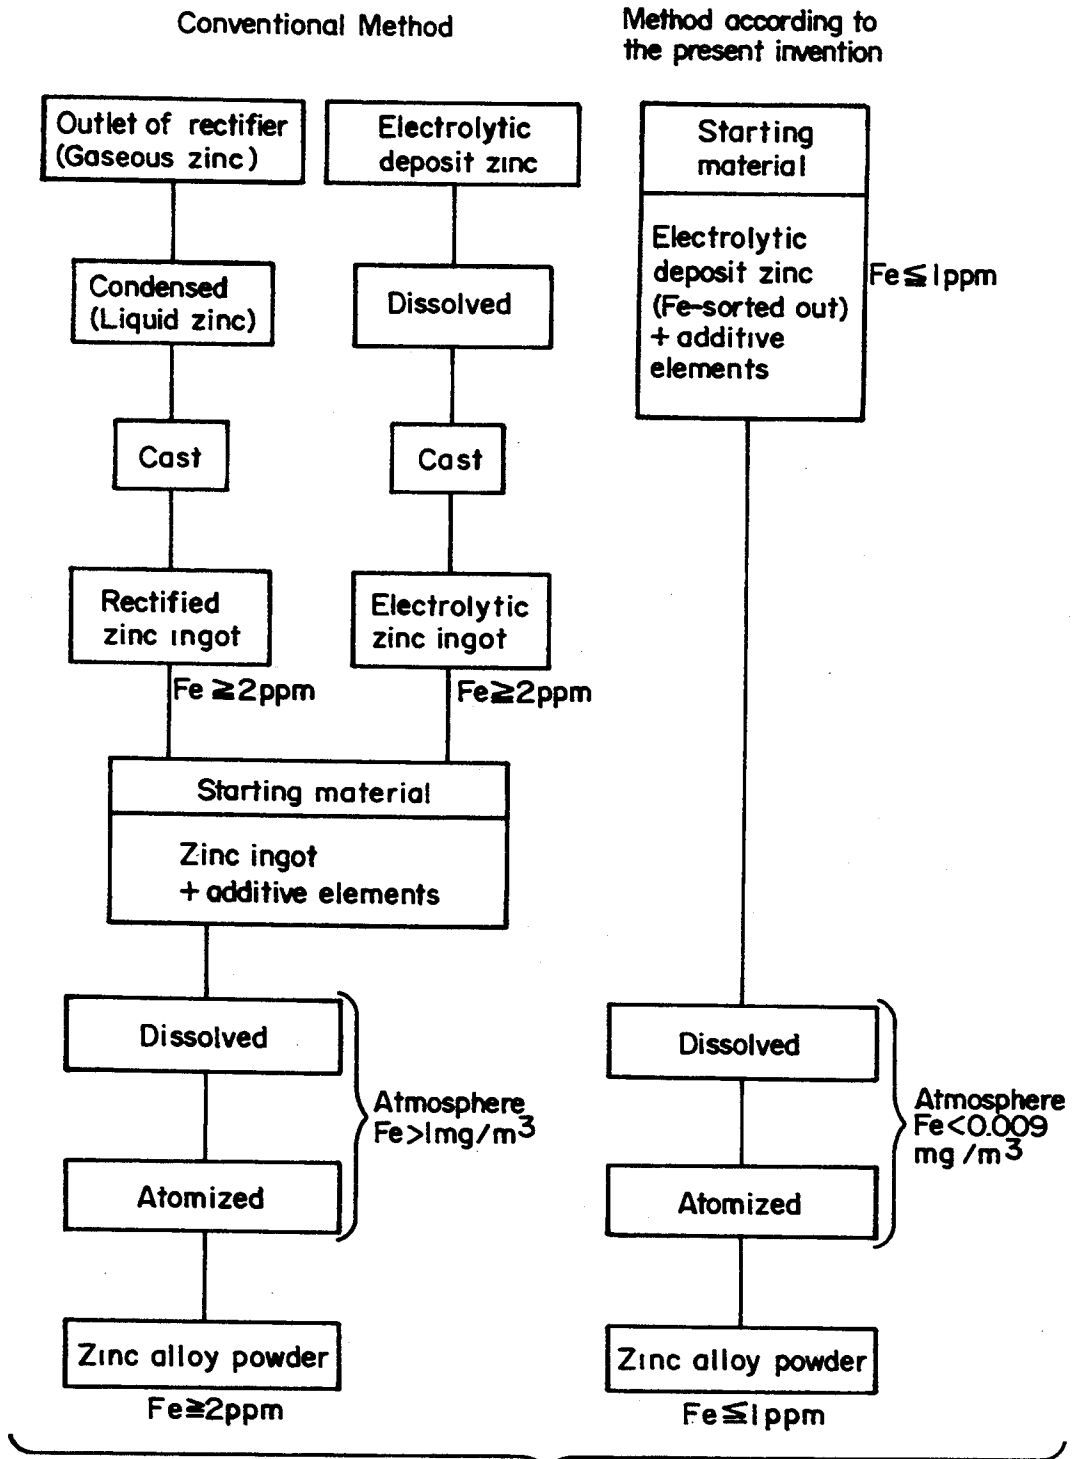 Conventional Method
Outlet of rectifier
(Gaseous zinc)
Condensed
(Liquid zinc)
Cast
Rectified
zinc ingot
Fe ≧2ppm
Electrolytic
deposit zinc
Dissolved
Cast
Electrolytic
zinc ingot
Fe≧2ppm
Starting material
Zinc ingot
+ additive elements
Dissolved
Atomized
Atmosphere
Fe>1mg/m³
Zinc alloy powder
Fe≧2ppm
Method according to
the present invention
Starting
material
Electrolytic
deposit zinc
(Fe-sorted out)
+ additive
elements
Fe≦1ppm
Dissolved
Atomized
Atmosphere
Fe<0.009
mg/m³
Zinc alloy powder
Fe≦1ppm